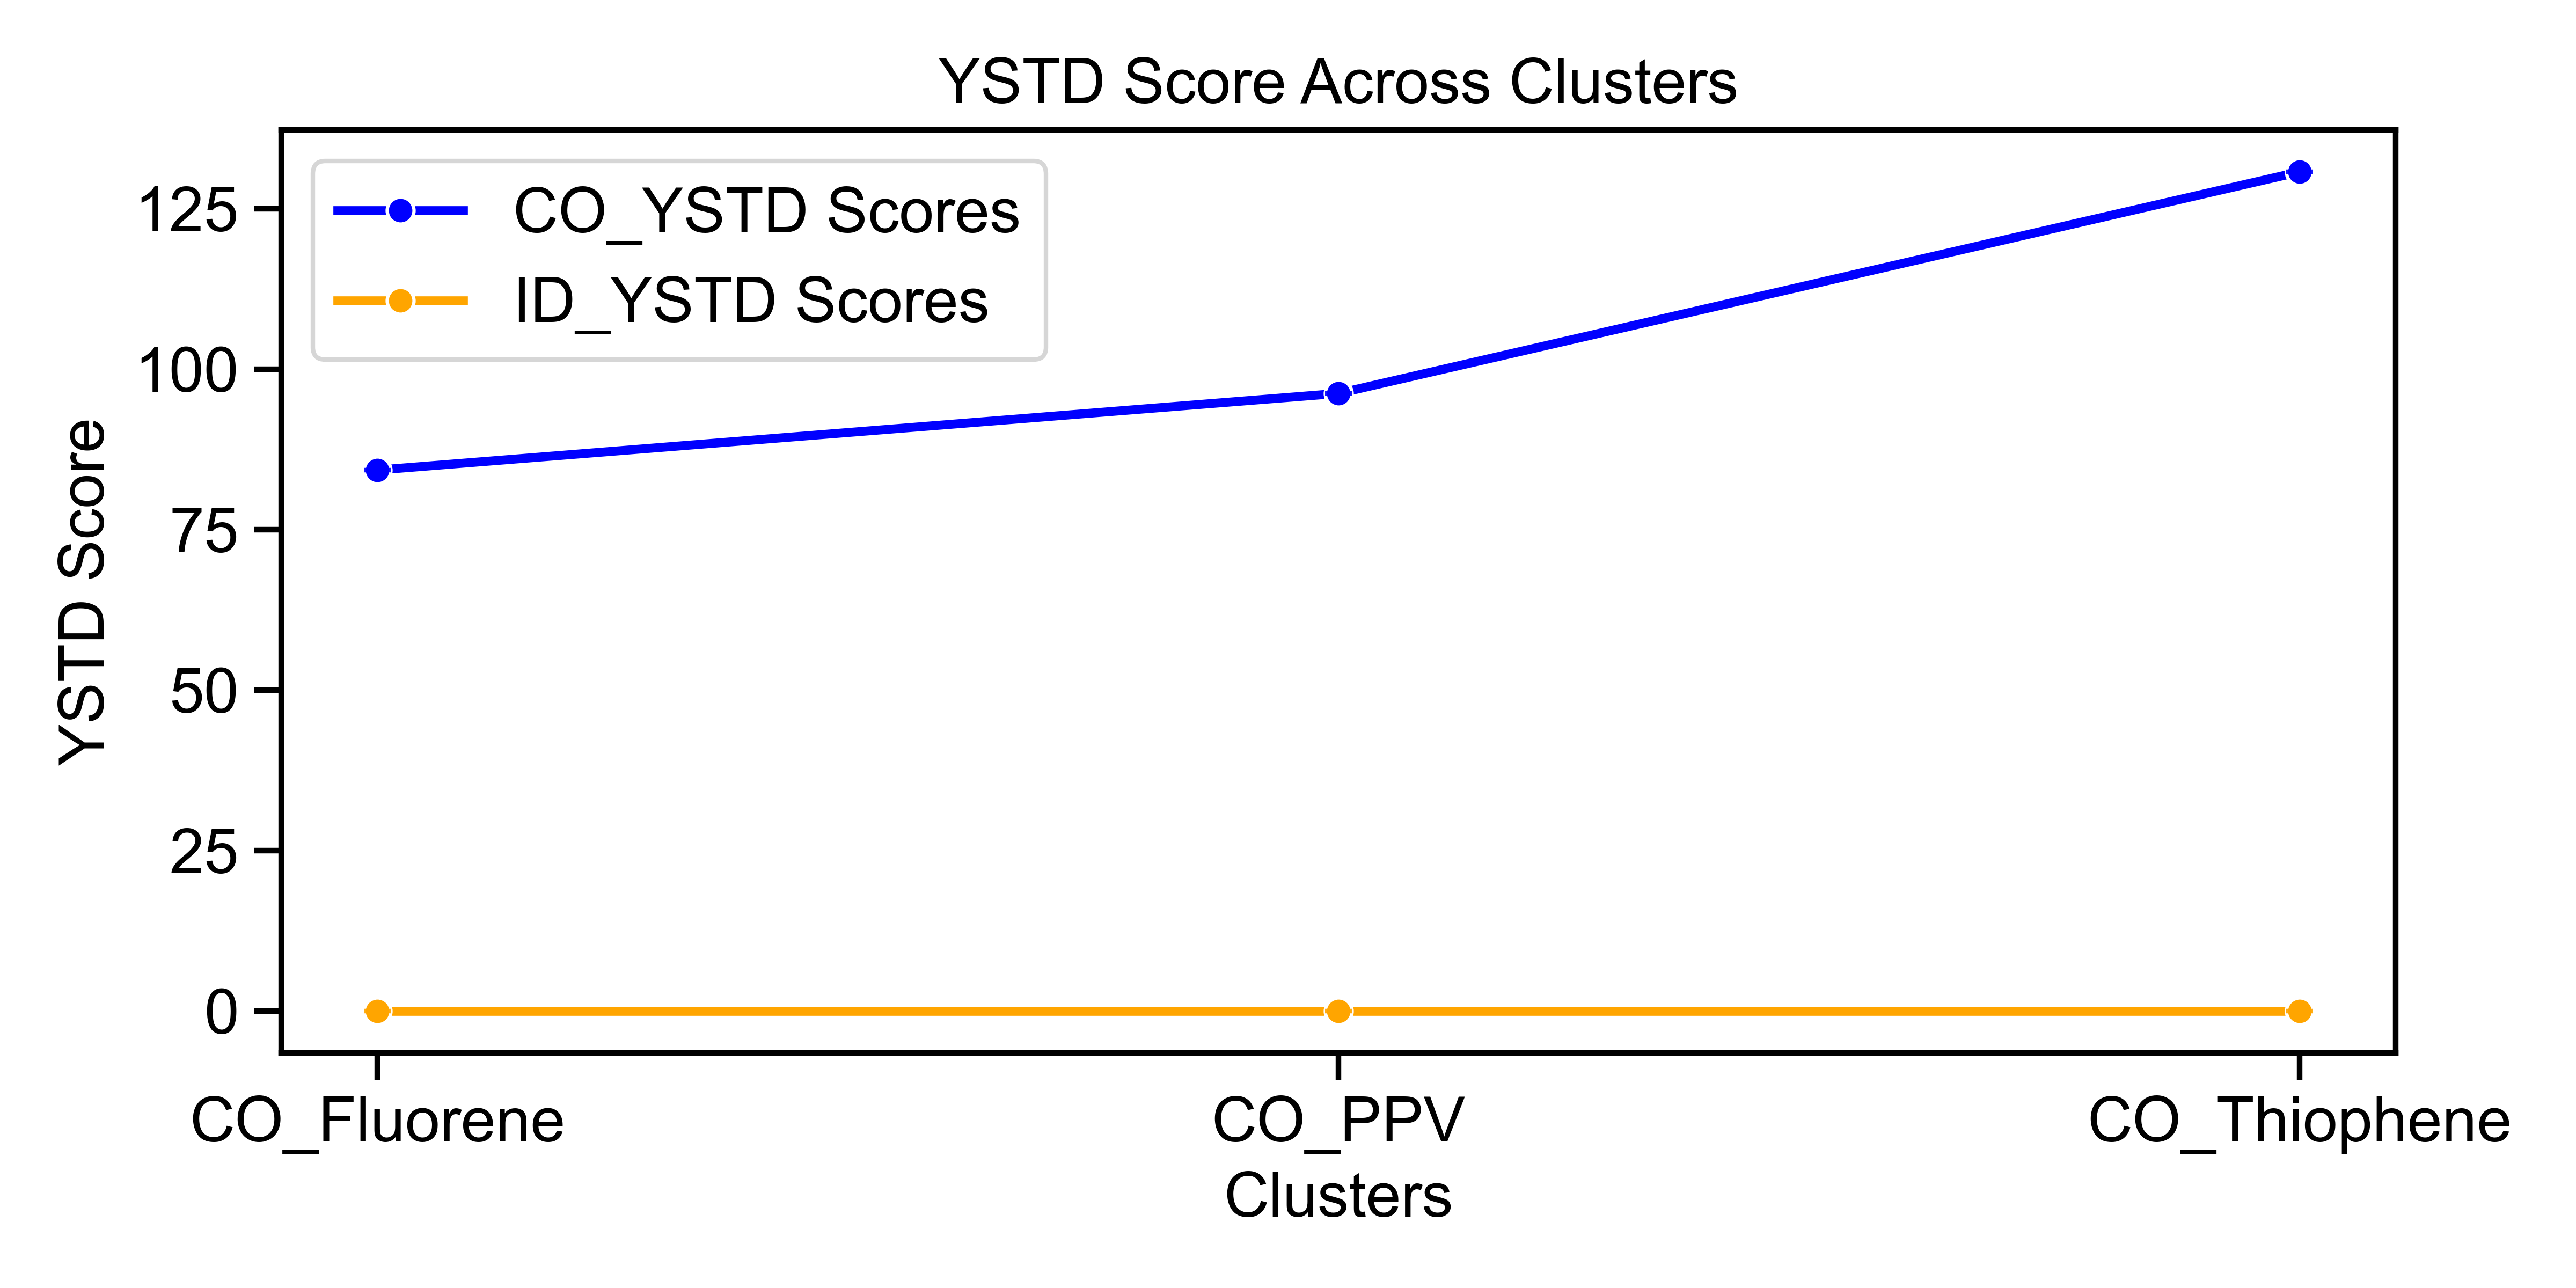 YSTD Score Across Clusters
CO_YSTD Scores
ID_YSTD Scores
YSTD Score
125
100
75
50
25
0
CO_Fluorene
CO_PPV
CO_Thiophene
Clusters